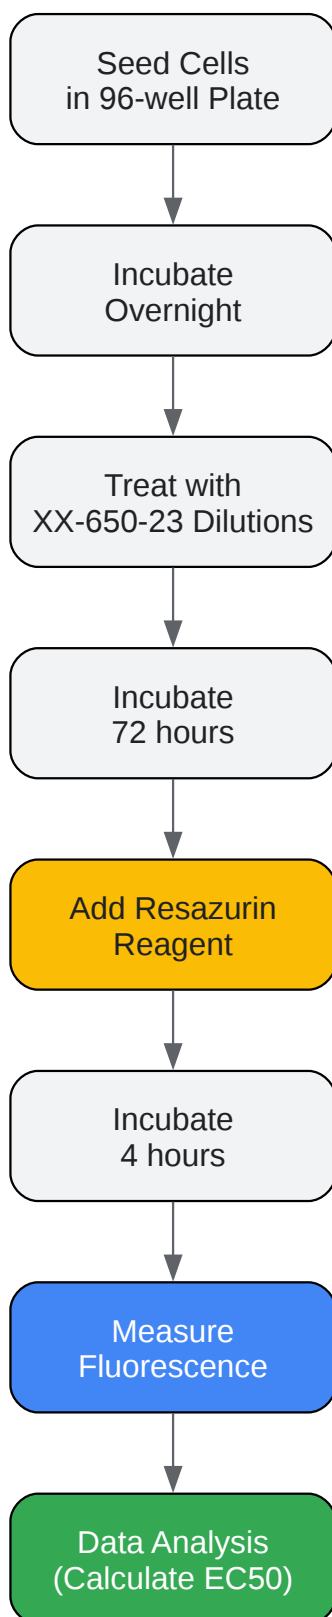 Seed Cells
in 96-well Plate
Incubate
Overnight
Treat with
XX-650-23 Dilutions
Incubate
72 hours
Add Resazurin
Reagent
Incubate
4 hours
Measure
Fluorescence
Data Analysis
(Calculate EC50)